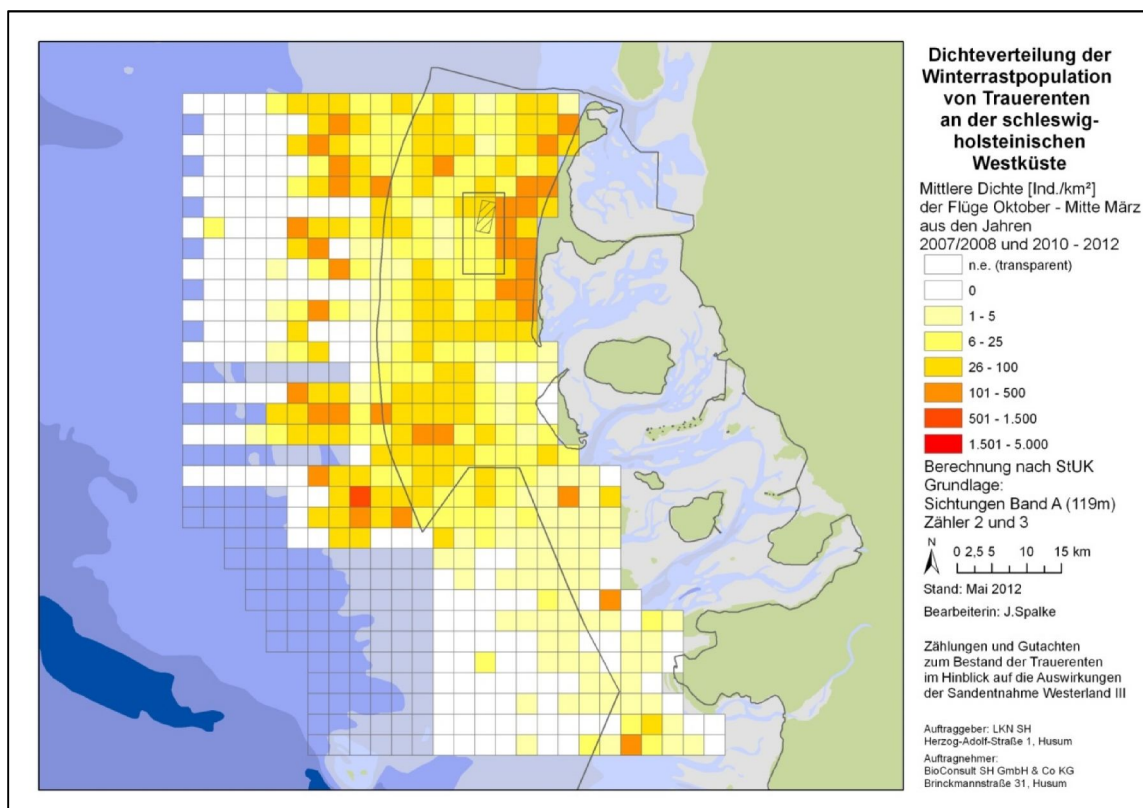 Dichteverteilung der
Winterrastpopulation
von Trauerenten
an der schleswig-
holsteinischen
Westküste
Mittlere Dichte [Ind./km²]
der Flüge Oktober - Mitte März
aus den Jahren
2007/2008 und 2010 - 2012
n.e. (transparent)
0
1 - 5
6 - 25
26 - 100
101 - 500
501 - 1.500
1.501 - 5.000
Berechnung nach StUK
Grundlage:
Sichtungen Band A (119m)
Zähler 2 und 3
N
0 2,5 5 10 15 km
Stand: Mai 2012
Bearbeiterin: J.Spalke
Zählungen und Gutachten
zum Bestand der Trauerenten
im Hinblick auf die Auswirkungen
der Sandentnahme Westerland III
Auftraggeber: LKN SH
Herzog-Adolf-Straße 1, Husum
Auftragnehmer:
BioConsult SH GmbH & Co KG
Brinckmannstraße 31, Husum